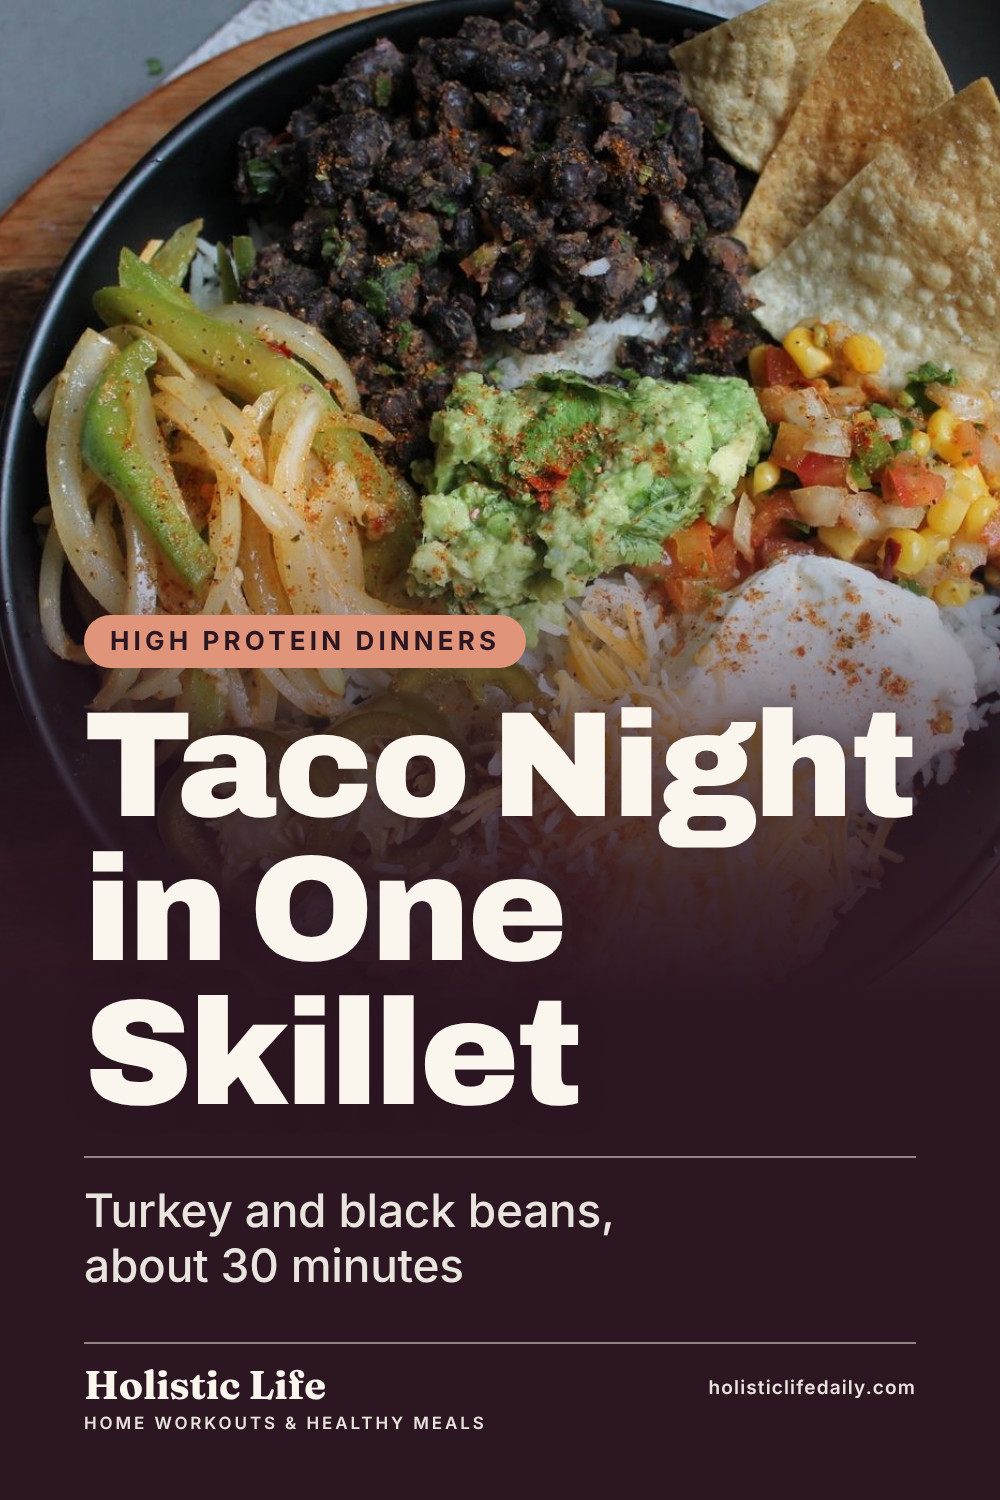 HIGH PROTEIN DINNERS
Taco Night
in One
Skillet
Turkey and black beans,
about 30 minutes
Holistic Life
HOME WORKOUTS & HEALTHY MEALS
holisticlifedaily.com